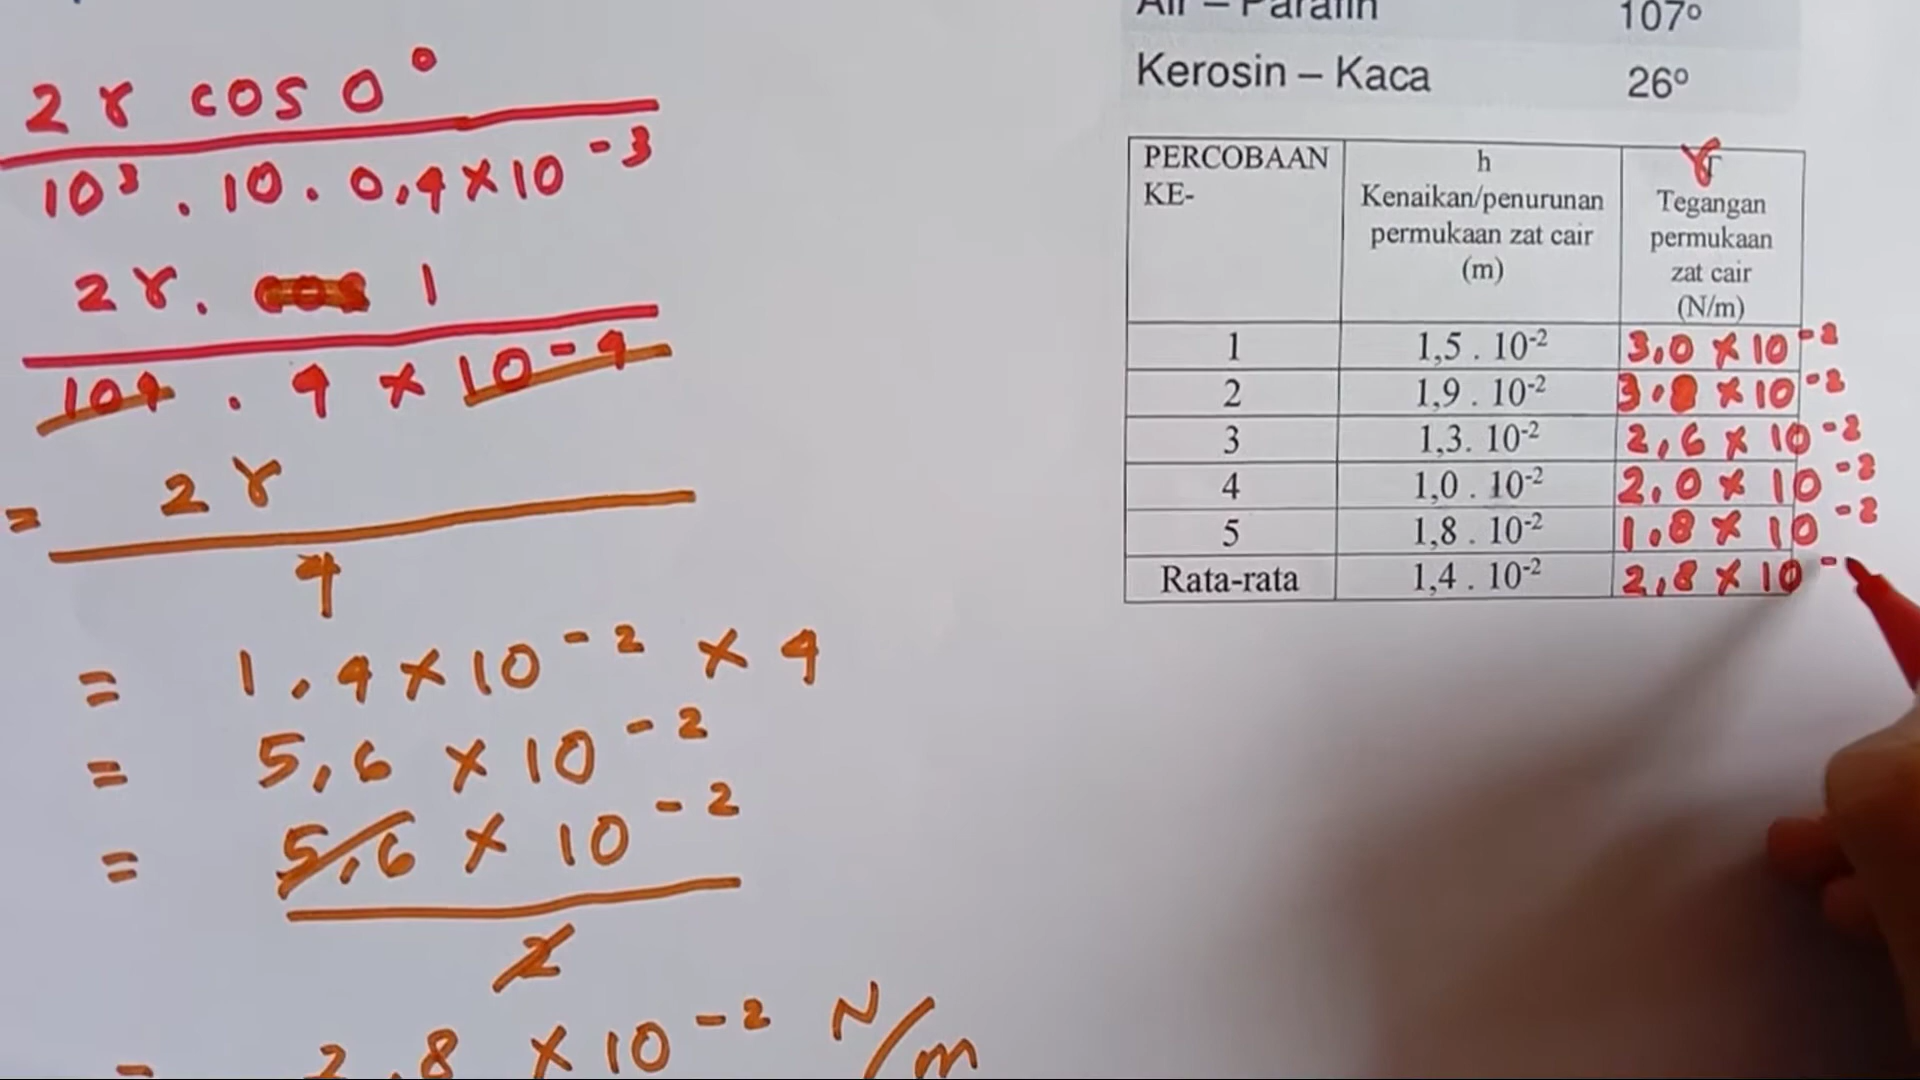 2 γ cos 0°
10³ . 10 . 0,4 × 10⁻³
2 γ . cos 1
10⁴ . 4 × 10⁻⁴
= 2 γ
4
= 1,4 × 10⁻² × 4
= 5,6 × 10⁻²
= 5,6 × 10⁻²
2
= 2,8 × 10⁻² N/m
Air – Parafin 107°
Kerosin – Kaca 26°
PERCOBAAN KE-
h
Kenaikan/penurunan
permukaan zat cair
(m)
γ
Tegangan
permukaan
zat cair
(N/m)
1 1,5 . 10⁻² 3,0 × 10⁻²
2 1,9 . 10⁻² 3,8 × 10⁻²
3 1,3. 10⁻² 2,6 × 10⁻²
4 1,0 . 10⁻² 2,0 × 10⁻²
5 1,8 . 10⁻² 1,8 × 10⁻²
Rata-rata 1,4 . 10⁻² 2,8 × 10⁻